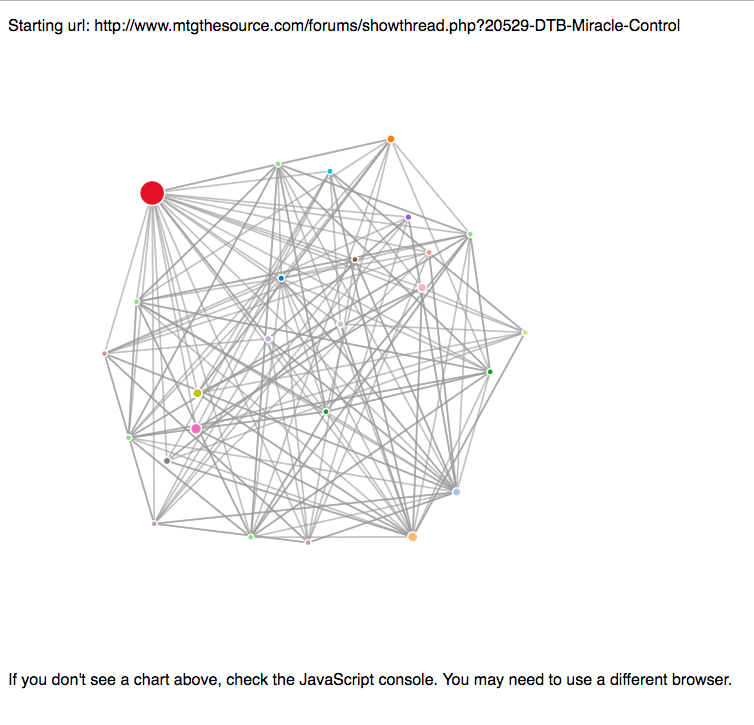 Starting url: http://www.mtgthesource.com/forums/showthread.php?20529-DTB-Miracle-Control
If you don't see a chart above, check the JavaScript console. You may need to use a different browser.